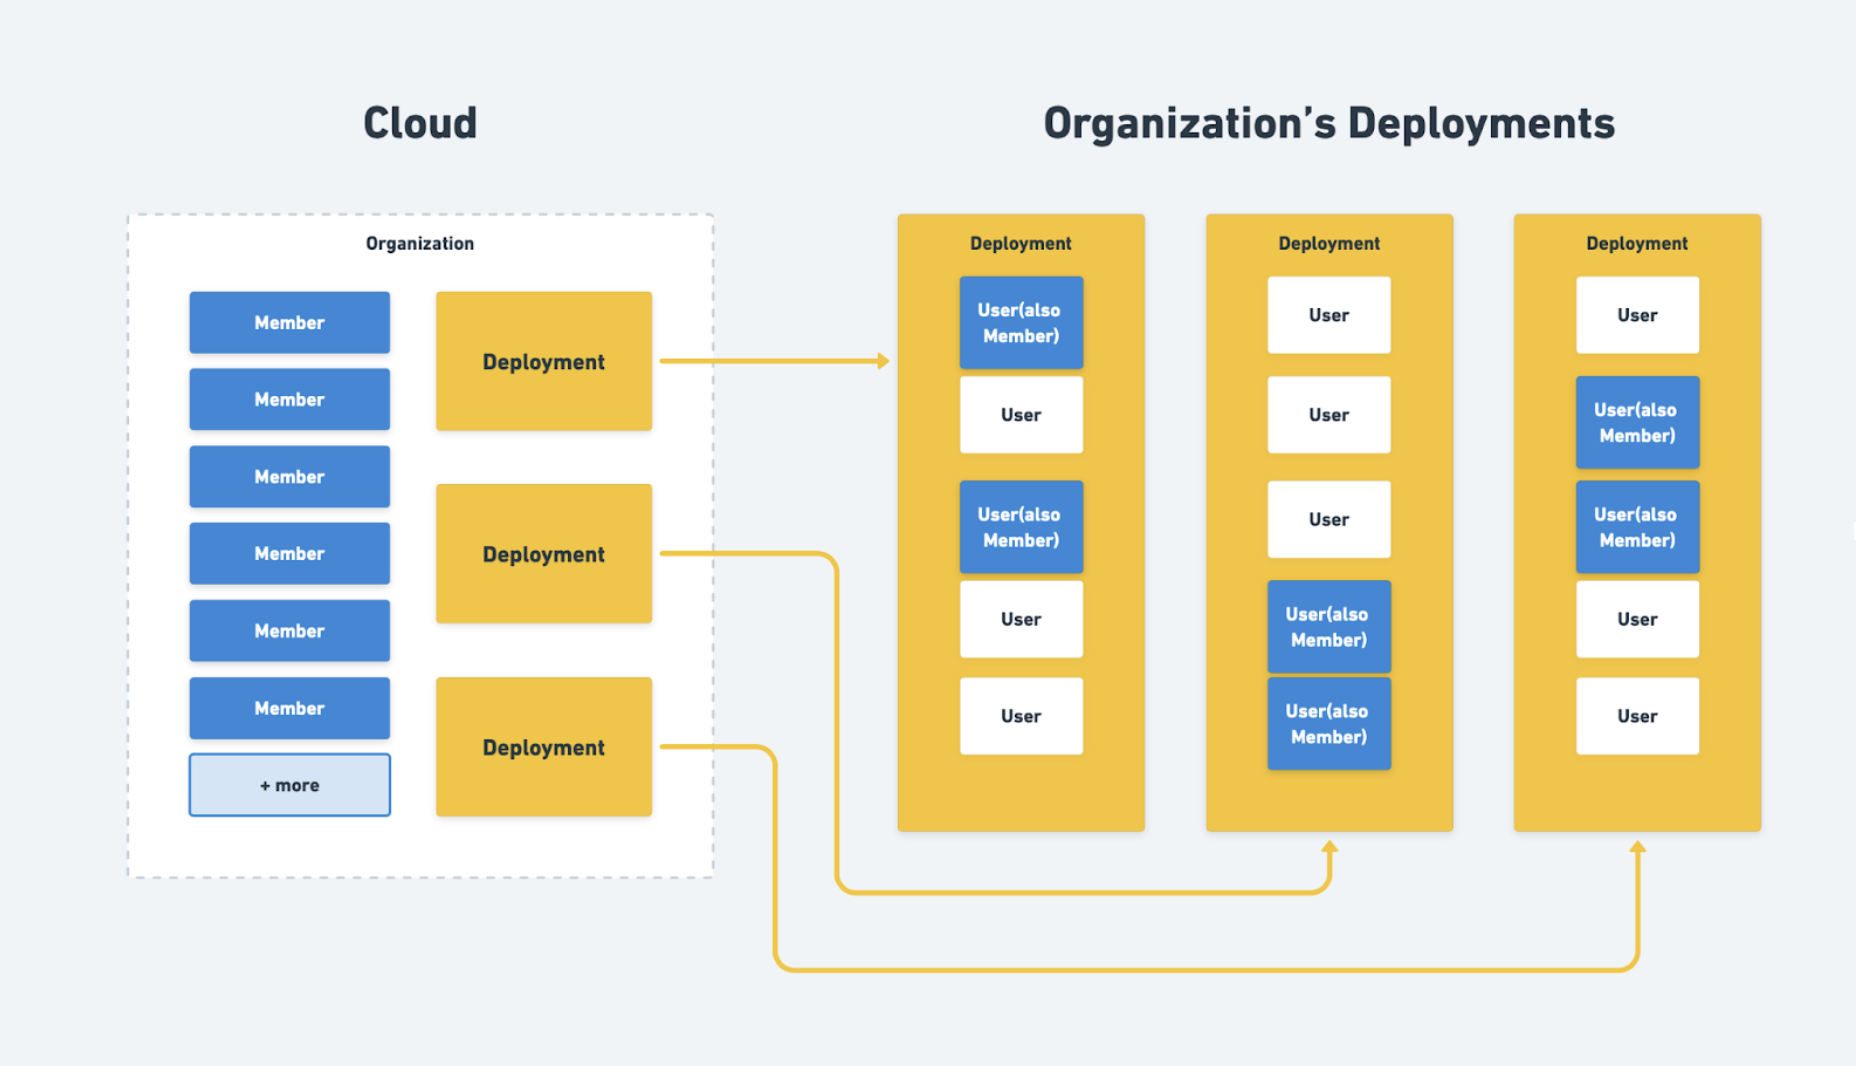 Cloud
Organization’s Deployments
Organization
Member
Member
Member
Member
Member
Member
+ more
Deployment
Deployment
Deployment
Deployment
User(also
Member)
User
User(also
Member)
User
User
Deployment
User
User
User
User(also
Member)
User(also
Member)
Deployment
User
User(also
Member)
User(also
Member)
User
User